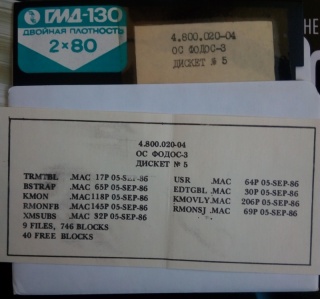 ГМД-130
ДВОЙНАЯ ПЛОТНОСТЬ
2×80
4.800.020-04
ОС ФОДОС-3
ДИСКЕТ № 5
НЕ
4.800.020-04
ОС ФОДОС-3
ДИСКЕТ № 5
TRMTBL .MAC 17P 05-SEP-86 USR .MAC 64P 05-SEP-86
BSTRAP .MAC 65P 05-SEP-86 EDTGBL .MAC 30P 05-SEP-86
KMON .MAC 118P 05-SEP-86 KMOVLY .MAC 206P 05-SEP-86
RMONFB .MAC 145P 05-SEP-86 RMONSJ .MAC 69P 05-SEP-86
XMSUBS .MAC 32P 05-SEP-86
9 FILES, 746 BLOCKS
40 FREE BLOCKS